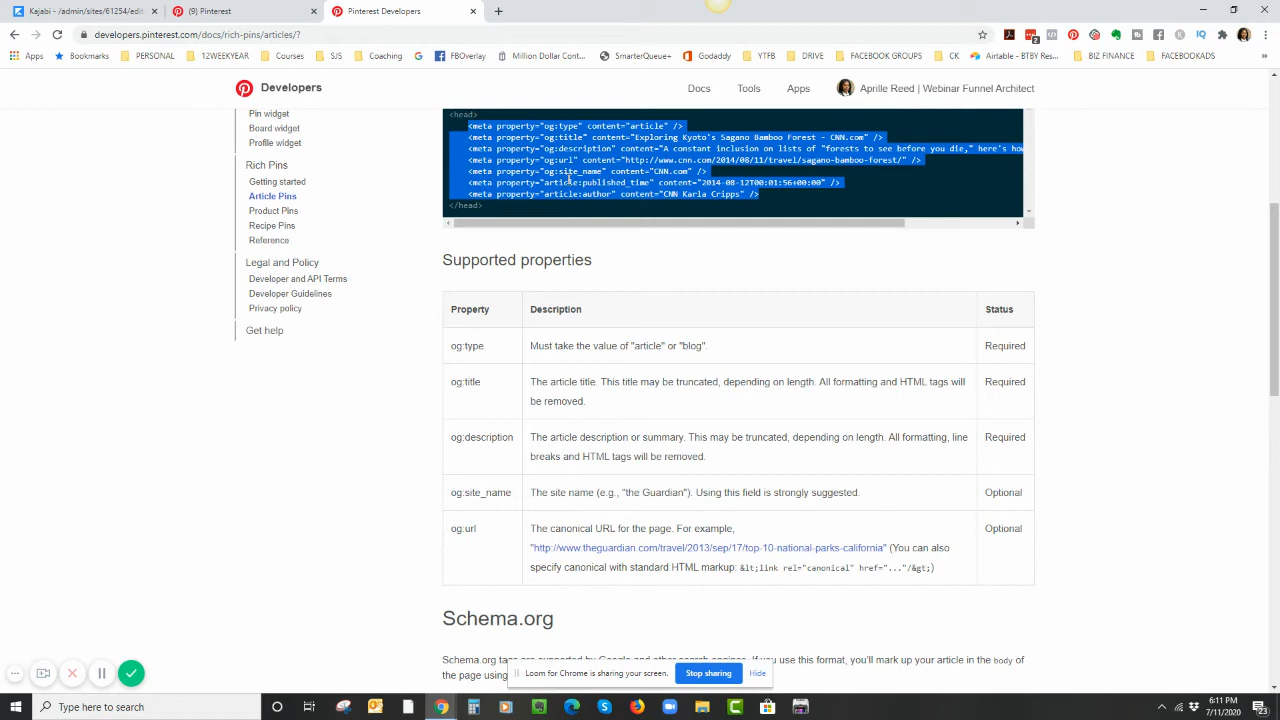 Kajabi - /admin/sites/61254/edit
(9) Pinterest
Pinterest Developers
developers.pinterest.com/docs/rich-pins/articles/?
Apps
Bookmarks
PERSONAL
12WEEKYEAR
Courses
SJT
Coaching
FBOverlay
Million Dollar Cont...
SmarterQueue+
Godaddy
YTFB
DRIVE
FACEBOOK GROUPS
CK
Airtable - BTBY Res...
BIZ FINANCE
FACEBOOKADS
Developers
Docs
Tools
Apps
Aprille Reed | Webinar Funnel Architect
Pin widget
Board widget
Profile widget
Rich Pins
Getting started
Article Pins
Product Pins
Recipe Pins
Reference
Legal and Policy
Developer and API Terms
Developer Guidelines
Privacy policy
Get help
<head>
<meta property="og:type" content="article" />
<meta property="og:title" content="Exploring Kyoto's Sagano Bamboo Forest - CNN.com" />
<meta property="og:description" content="A constant inclusion on lists of "forests to see before you die," here's how
<meta property="og:url" content="http://www.cnn.com/2014/08/11/travel/sagano-bamboo-forest/" />
<meta property="og:site_name" content="CNN.com" />
<meta property="article:published_time" content="2014-08-12T00:01:56+00:00" />
<meta property="article:author" content="CNN Karla Cripps" />
</head>
Supported properties
Property Description Status
og:type Must take the value of "article" or "blog". Required
og:title The article title. This title may be truncated, depending on length. All formatting and HTML tags will Required
be removed.
og:description The article description or summary. This may be truncated, depending on length. All formatting, line Required
breaks and HTML tags will be removed.
og:site_name The site name (e.g., "the Guardian"). Using this field is strongly suggested. Optional
og:url The canonical URL for the page. For example, Optional
"http://www.theguardian.com/travel/2013/sep/17/top-10-national-parks-california" (You can also
specify canonical with standard HTML markup: &lt;link rel="canonical" href="..."/&gt;)
Schema.org
Schema.org tags are supported by Google and other search engines. If you use this format, you'll mark up your article in the body of
the page using
Loom for Chrome is sharing your screen.
Stop sharing
Hide
Type here to search
6:11 PM
7/11/2020
23